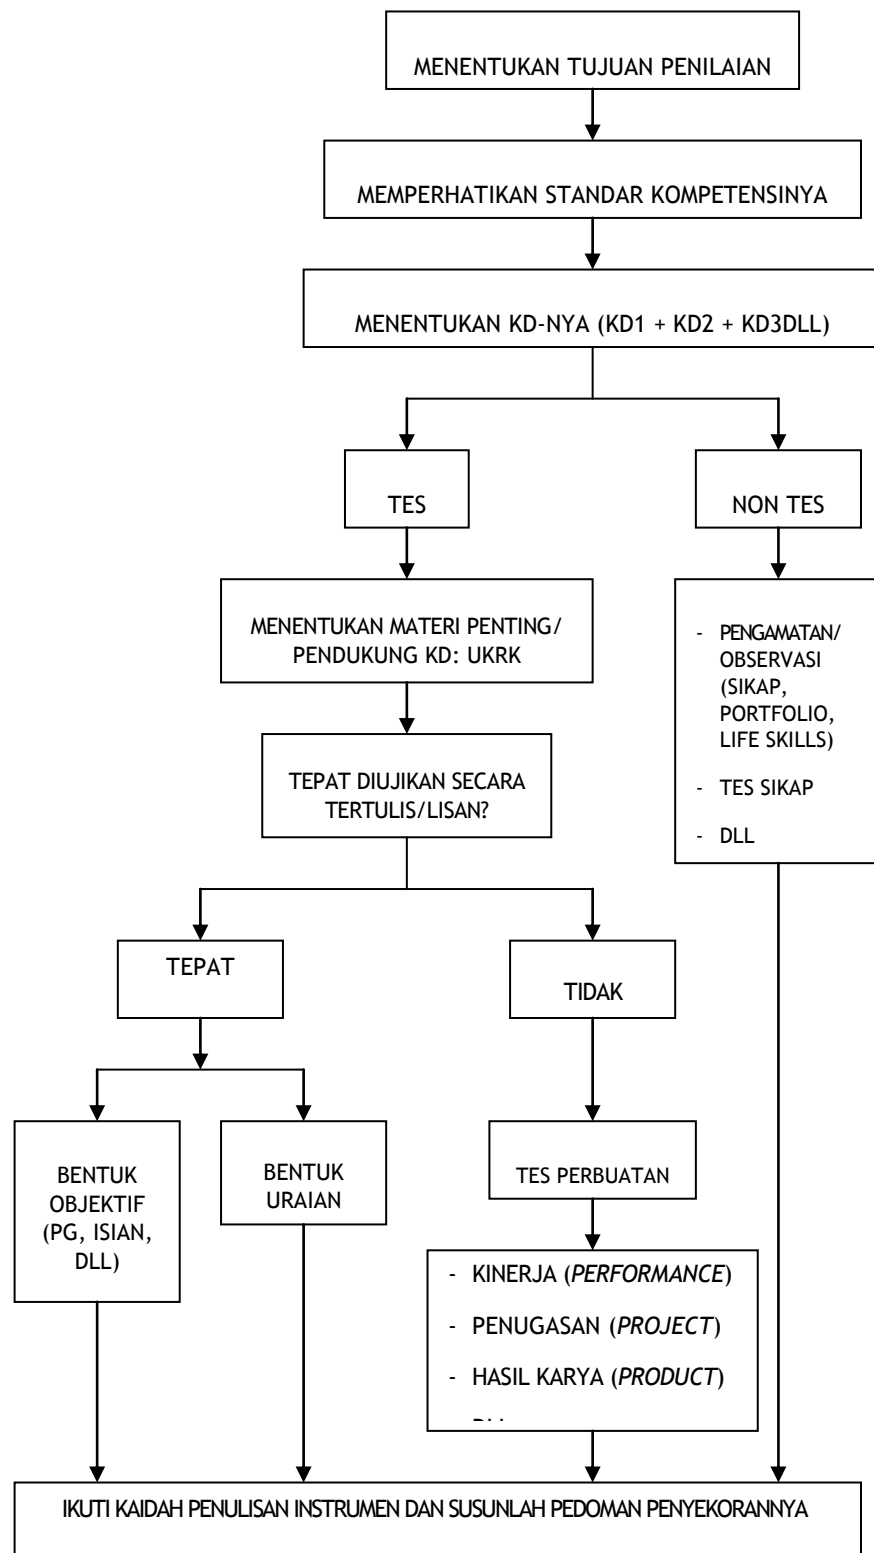 MENENTUKAN TUJUAN PENILAIAN
MEMPERHATIKAN STANDAR KOMPETENSINYA
MENENTUKAN KD-NYA (KD1 + KD2 + KD3DLL)
TES
NON TES
MENENTUKAN MATERI PENTING/
PENDUKUNG KD: UKRK
- PENGAMATAN/
OBSERVASI
(SIKAP,
PORTFOLIO,
LIFE SKILLS)
- TES SIKAP
- DLL
TEPAT DIUJIKAN SECARA
TERTULIS/LISAN?
TEPAT
TIDAK
BENTUK
OBJEKTIF
(PG, ISIAN,
DLL)
BENTUK
URAIAN
TES PERBUATAN
- KINERJA (PERFORMANCE)
- PENUGASAN (PROJECT)
- HASIL KARYA (PRODUCT)
IKUTI KAIDAH PENULISAN INSTRUMEN DAN SUSUNLAH PEDOMAN PENYEKORANNYA